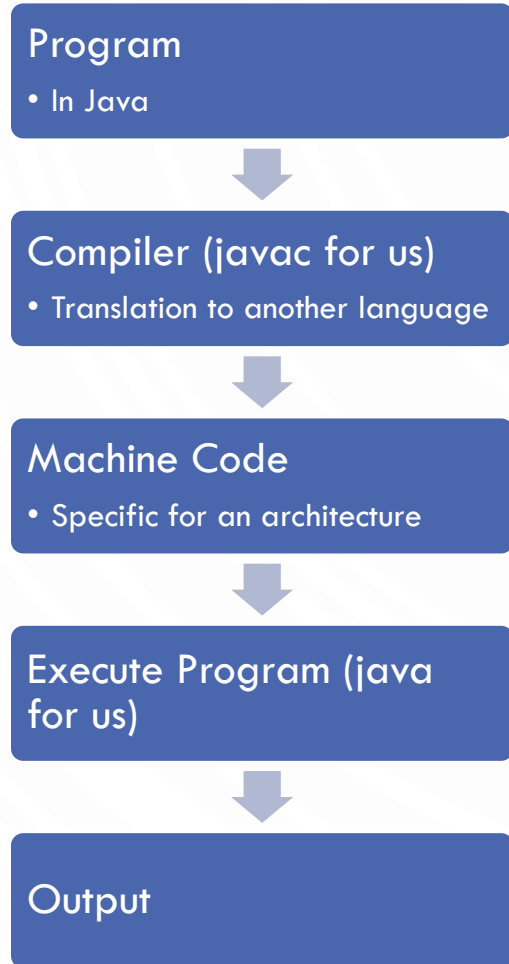 Program
• In Java
Compiler (javac for us)
• Translation to another language
Machine Code
• Specific for an architecture
Execute Program (java
for us)
Output